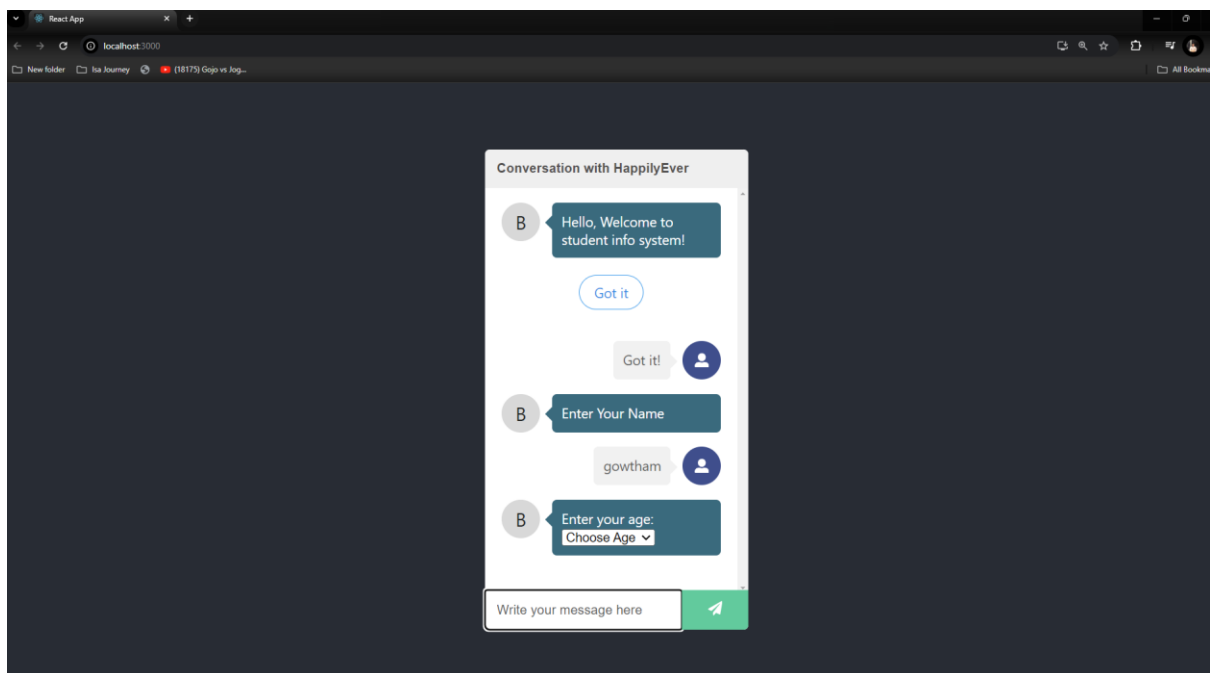 React App
localhost:3000
New folder
Isa Journey
(18175) Gojo vs Jog...
All Bookma
Conversation with HappilyEver
B
Hello, Welcome to
student info system!
Got it
Got it!
B
Enter Your Name
gowtham
B
Enter your age:
Choose Age
Write your message here